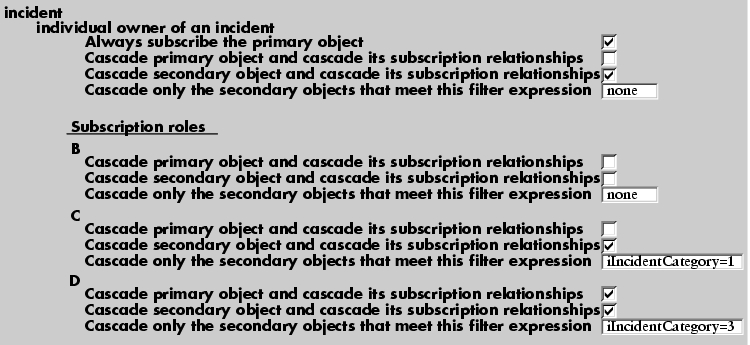 incident
individual owner of an incident
Always subscribe the primary object
Cascade primary object and cascade its subscription relationships
Cascade secondary object and cascade its subscription relationships
Cascade only the secondary objects that meet this filter expression none
Subscription roles
B
Cascade primary object and cascade its subscription relationships
Cascade secondary object and cascade its subscription relationships
Cascade only the secondary objects that meet this filter expression none
C
Cascade primary object and cascade its subscription relationships
Cascade secondary object and cascade its subscription relationships
Cascade only the secondary objects that meet this filter expression iIncidentCategory=1
D
Cascade primary object and cascade its subscription relationships
Cascade secondary object and cascade its subscription relationships
Cascade only the secondary objects that meet this filter expression iIncidentCategory=3